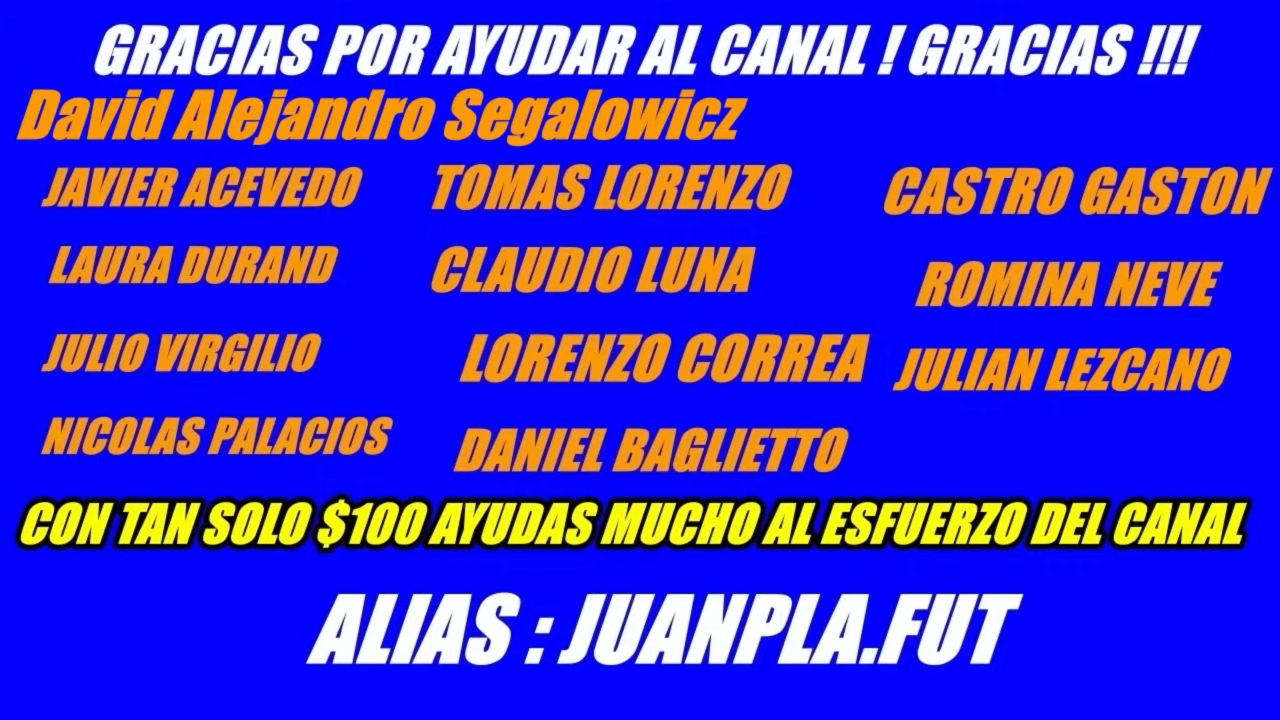 GRACIAS POR AYUDAR AL CANAL ! GRACIAS !!!
David Alejandro Segalowicz
JAVIER ACEVEDO TOMAS LORENZO CASTRO GASTON
LAURA DURAND CLAUDIO LUNA ROMINA NEVE
JULIO VIRGILIO LORENZO CORREA JULIAN LEZCANO
NICOLAS PALACIOS DANIEL BAGLIETTO
CON TAN SOLO $100 AYUDAS MUCHO AL ESFUERZO DEL CANAL
ALIAS : JUANPLA.FUT